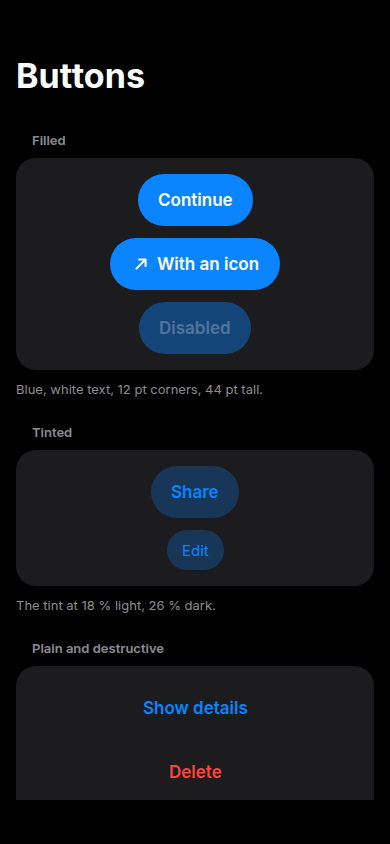 Buttons
Filled
Continue
With an icon
Disabled
Blue, white text, 12 pt corners, 44 pt tall.
Tinted
Share
Edit
The tint at 18 % light, 26 % dark.
Plain and destructive
Show details
Delete